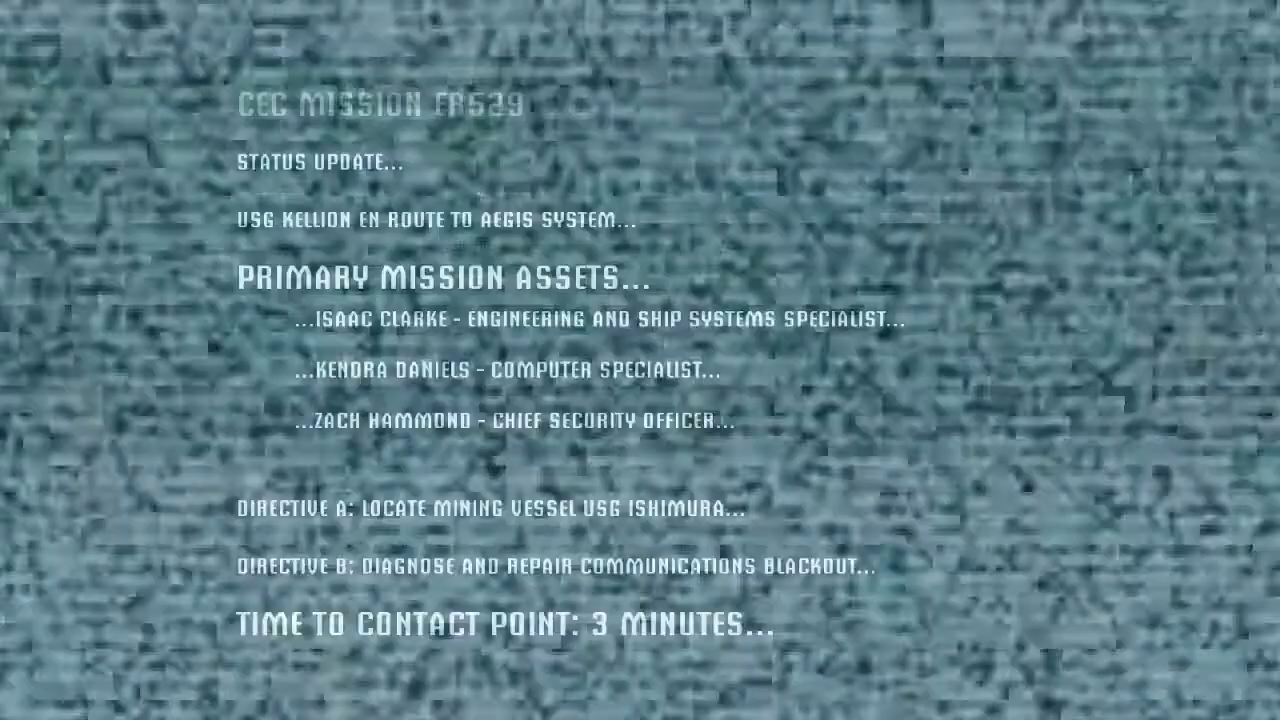 CEC MISSION ER529
STATUS UPDATE...
USG KELLION EN ROUTE TO AEGIS SYSTEM...
PRIMARY MISSION ASSETS...
...ISAAC CLARKE - ENGINEERING AND SHIP SYSTEMS SPECIALIST...
...KENDRA DANIELS - COMPUTER SPECIALIST...
...ZACH HAMMOND - CHIEF SECURITY OFFICER...
DIRECTIVE A: LOCATE MINING VESSEL USG ISHIMURA...
DIRECTIVE B: DIAGNOSE AND REPAIR COMMUNICATIONS BLACKOUT...
TIME TO CONTACT POINT: 3 MINUTES...